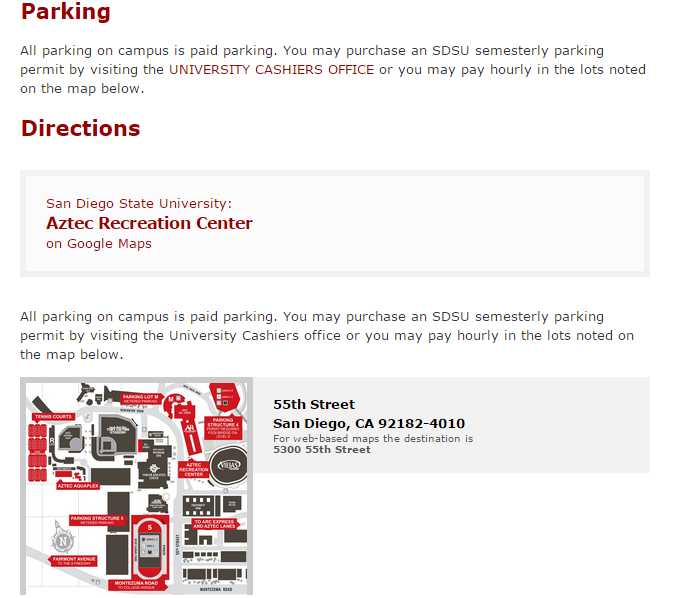 Parking
All parking on campus is paid parking. You may purchase an SDSU semesterly parking
permit by visiting the UNIVERSITY CASHIERS OFFICE or you may pay hourly in the lots noted
on the map below.
Directions
San Diego State University:
Aztec Recreation Center
on Google Maps
All parking on campus is paid parking. You may purchase an SDSU semesterly parking
permit by visiting the University Cashiers office or you may pay hourly in the lots noted on
the map below.
55th Street
San Diego, CA 92182-4010
For web-based maps the destination is
5300 55th Street
PARKING LOT M
METERED PARKING
TENNIS COURTS
PARKING
STRUCTURE 4
AZTEC
RECREATION
CENTER
VIEJAS
AZTEC AQUAPLEX
PARKING STRUCTURE 5
METERED PARKING
5
TO ARC EXPRESS
AND AZTEC LANES
55TH STREET
N
FAIRMONT AVENUE
TO THE 8 FREEWAY
MONTEZUMA ROAD
TO COLLEGE AVENUE
MONTEZUMA ROAD